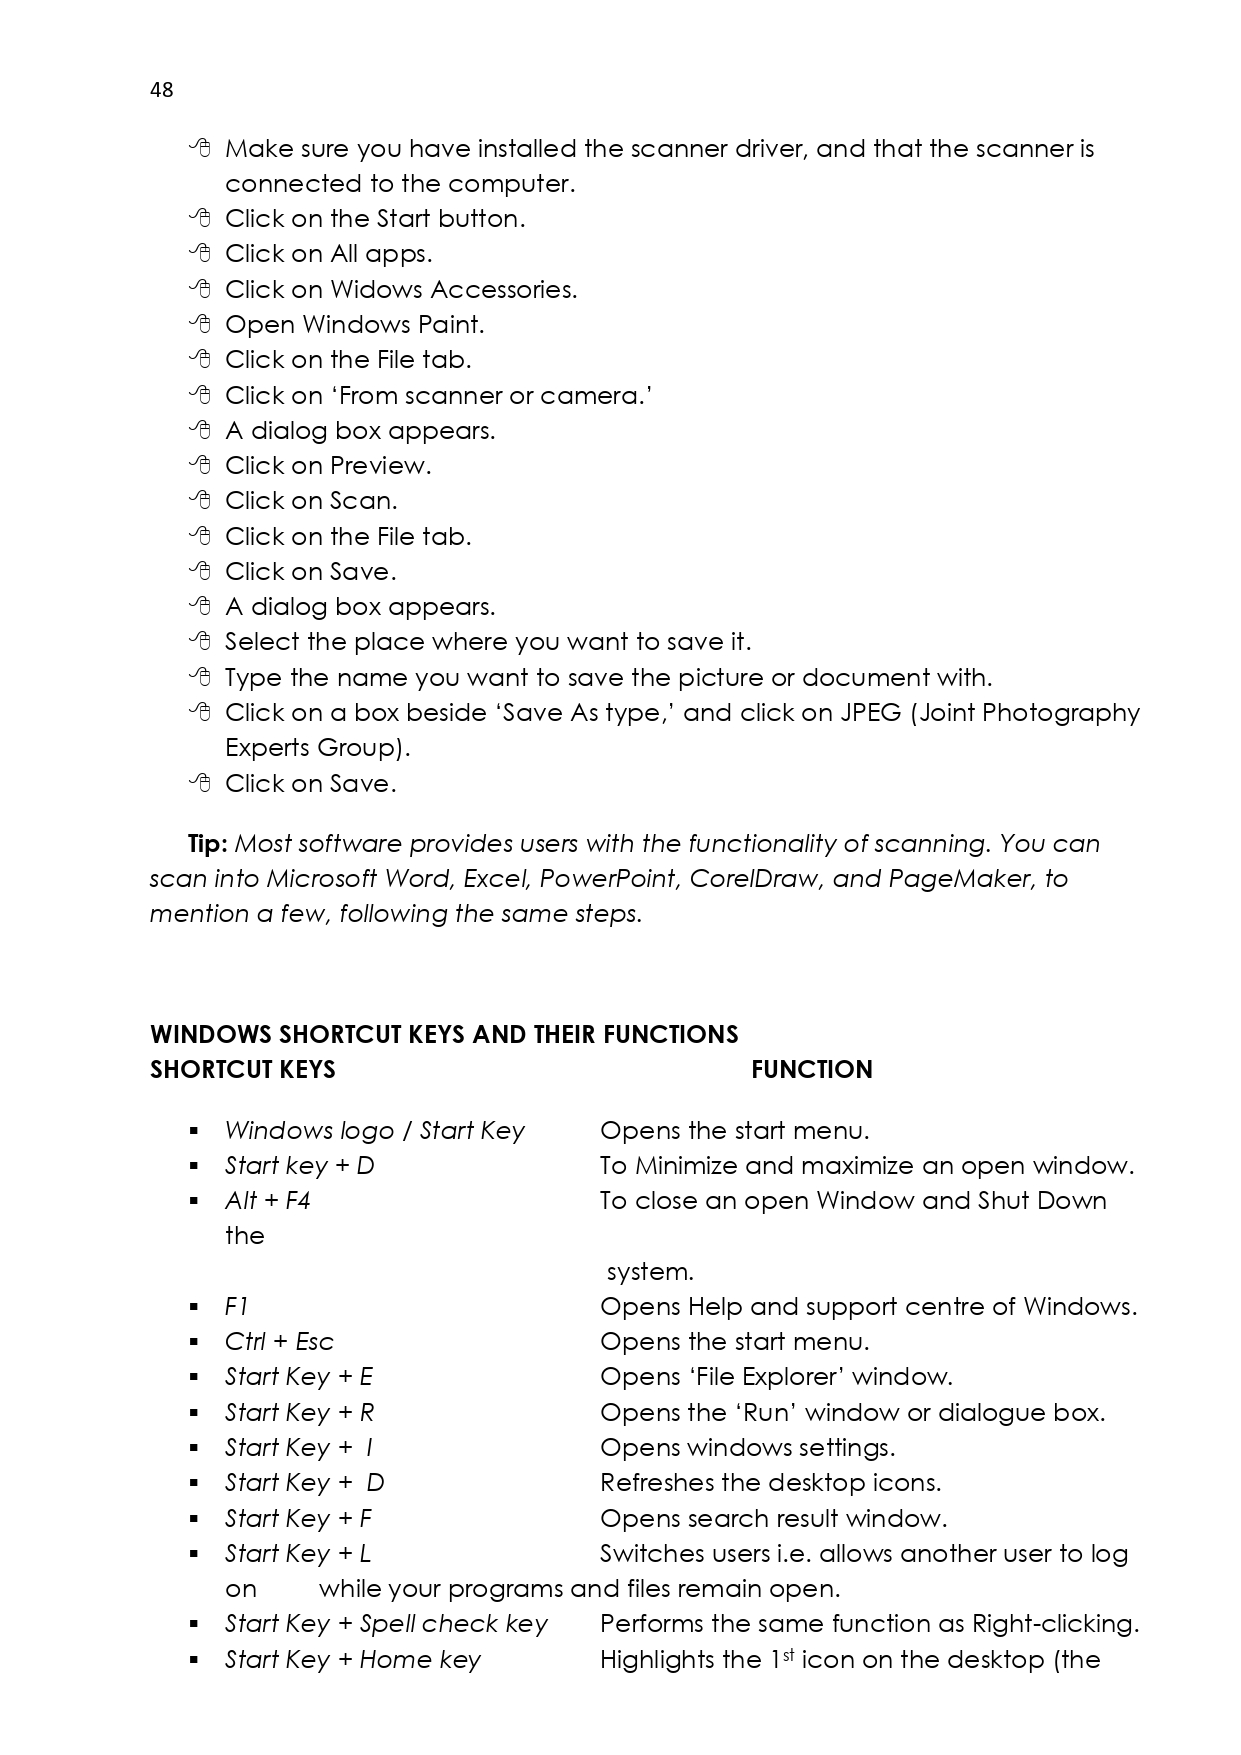 48
Make sure you have installed the scanner driver, and that the scanner is
connected to the computer.
Click on the Start button.
Click on All apps.
Click on Widows Accessories.
Open Windows Paint.
Click on the File tab.
Click on ‘From scanner or camera.’
A dialog box appears.
Click on Preview.
Click on Scan.
Click on the File tab.
Click on Save.
A dialog box appears.
Select the place where you want to save it.
Type the name you want to save the picture or document with.
Click on a box beside ‘Save As type,’ and click on JPEG (Joint Photography
Experts Group).
Click on Save.
Tip: Most software provides users with the functionality of scanning. You can
scan into Microsoft Word, Excel, PowerPoint, CorelDraw, and PageMaker, to
mention a few, following the same steps.
WINDOWS SHORTCUT KEYS AND THEIR FUNCTIONS
SHORTCUT KEYS FUNCTION
▪ Windows logo / Start Key Opens the start menu.
▪ Start key + D To Minimize and maximize an open window.
▪ Alt + F4 To close an open Window and Shut Down
the
system.
▪ F1 Opens Help and support centre of Windows.
▪ Ctrl + Esc Opens the start menu.
▪ Start Key + E Opens ‘File Explorer’ window.
▪ Start Key + R Opens the ‘Run’ window or dialogue box.
▪ Start Key + I Opens windows settings.
▪ Start Key + D Refreshes the desktop icons.
▪ Start Key + F Opens search result window.
▪ Start Key + L Switches users i.e. allows another user to log
on while your programs and files remain open.
▪ Start Key + Spell check key Performs the same function as Right-clicking.
▪ Start Key + Home key Highlights the 1st icon on the desktop (the